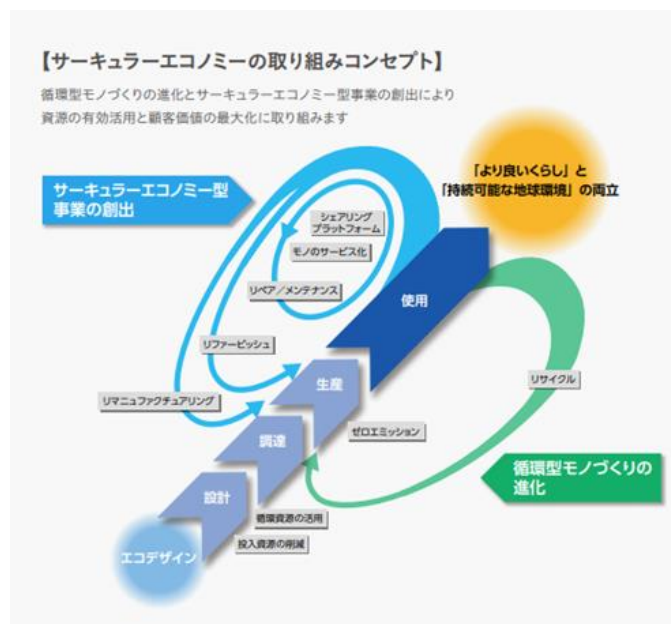 【サーキュラーエコノミーの取り組みコンセプト】
循環型モノづくりの進化とサーキュラーエコノミー型事業の創出により
資源の有効活用と顧客価値の最大化に取り組みます
「より良いくらし」と
「持続可能な地球環境」の両立
サーキュラーエコノミー型
事業の創出
シェアリング
プラットフォーム
モノのサービス化
リペア／メンテナンス
使用
リファービッシュ
生産
リサイクル
リマニュファクチュアリング
調達
ゼロエミッション
循環型モノづくりの
進化
設計
循環資源の活用
投入資源の削減
エコデザイン